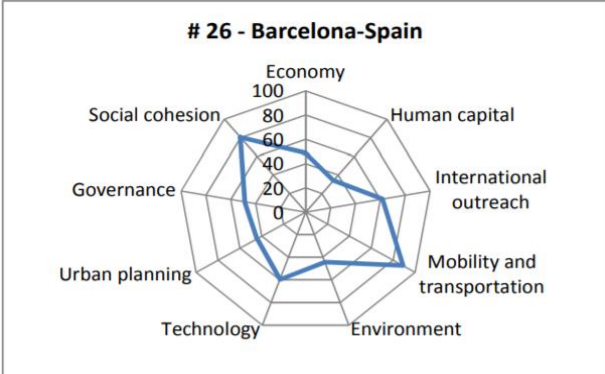 # 26 - Barcelona-Spain
Economy
100
80
60
40
20
0
Human capital
International
outreach
Mobility and
transportation
Environment
Technology
Urban planning
Governance
Social cohesion